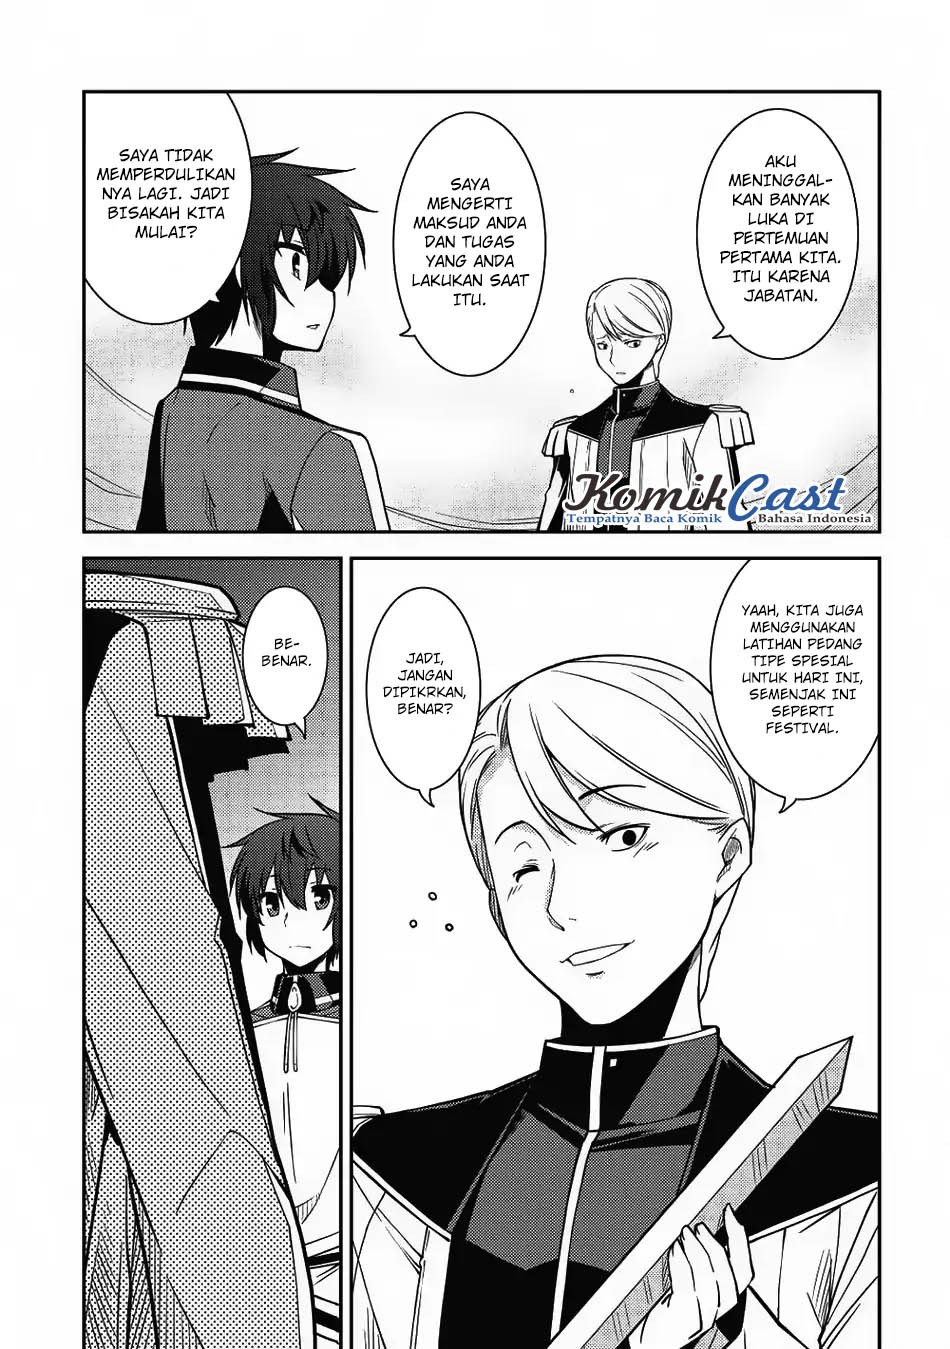 AKU
MENINGGAL-
KAN BANYAK
LUKA DI
PERTEMUAN
PERTAMA KITA.
ITU KARENA
JABATAN.
SAYA
MENGERTI
MAKSUD ANDA
DAN TUGAS
YANG ANDA
LAKUKAN SAAT
ITU.
SAYA TIDAK
MEMPERDULIKAN
NYA LAGI. JADI
BISAKAH KITA
MULAI?
KomikCast
Tempatnya Baca Komik Bahasa Indonesia
YAAH, KITA JUGA
MENGGUNAKAN
LATIHAN PEDANG
TIPE SPESIAL
UNTUK HARI INI,
SEMENJAK INI
SEPERTI
FESTIVAL.
JADI,
JANGAN
DIPIKRKAN,
BENAR?
BE-
BENAR.